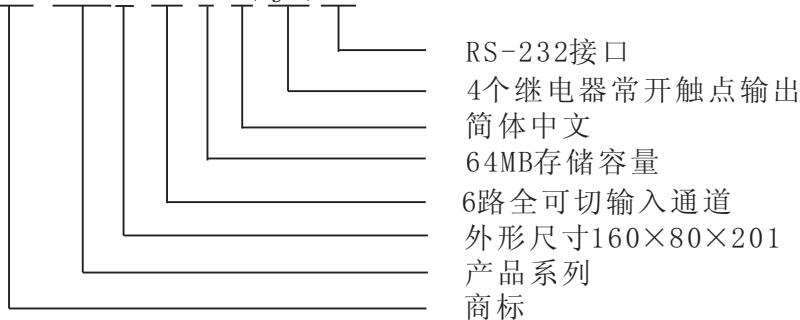 RS-232接口
4个继电器常开触点输出
简体中文
64MB存储容量
6路全可切输入通道
外形尺寸160×80×201
产品系列
商标